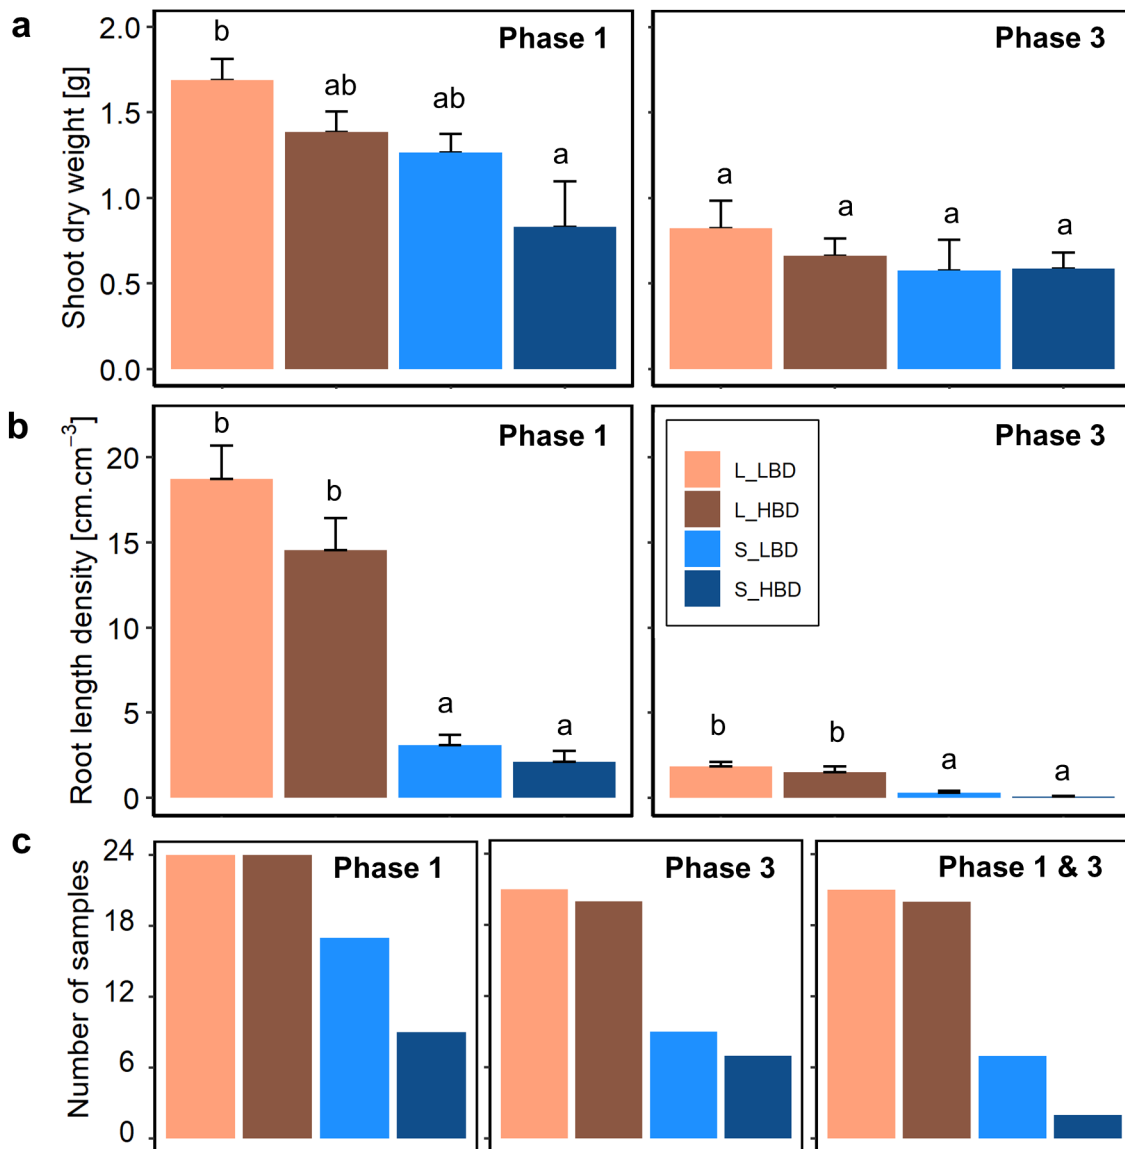 a
Shoot dry weight [g]
2.0
1.5
1.0
0.5
0.0
Phase 1
b
ab
ab
a
Phase 3
a
a
a
a
b
Root length density [cm.cm⁻³]
20
15
10
5
0
Phase 1
b
b
a
a
Phase 3
L_LBD
L_HBD
S_LBD
S_HBD
b
b
a
a
c
Number of samples
24
18
12
6
0
Phase 1
Phase 3
Phase 1 & 3